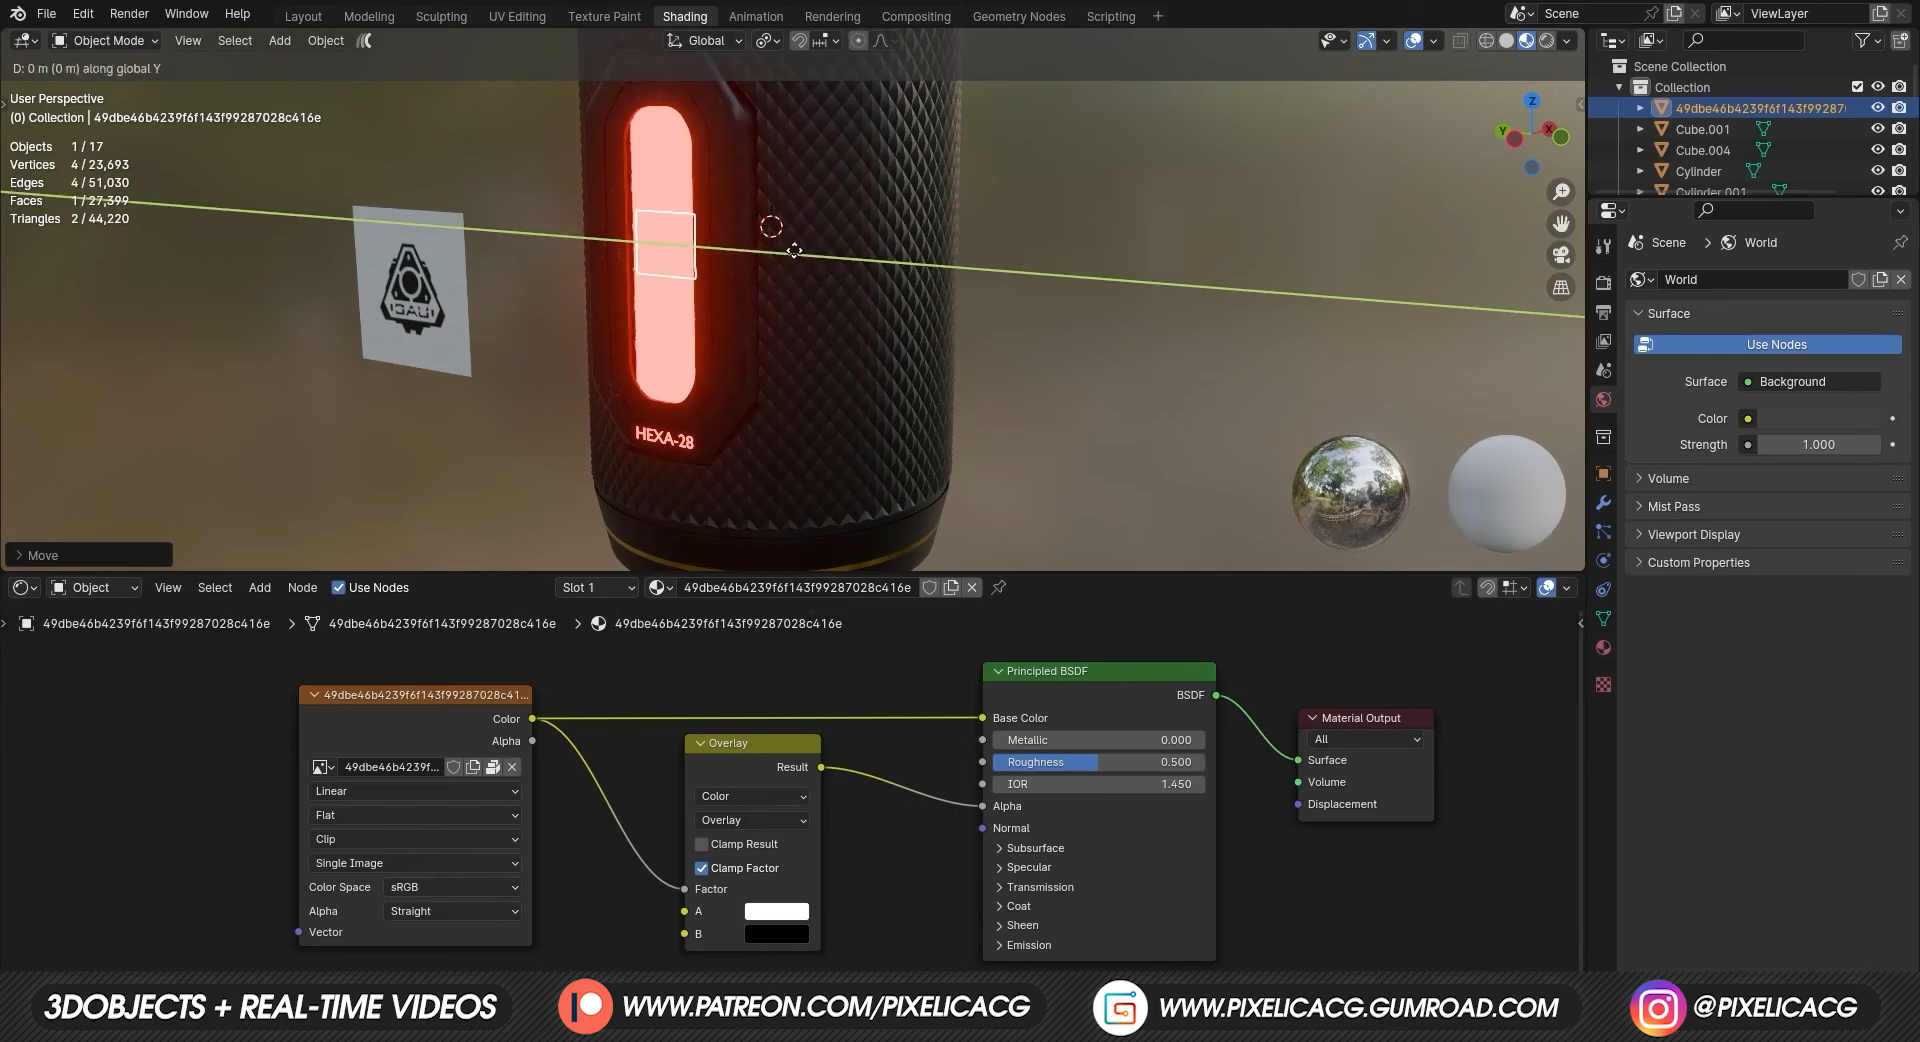 File Edit Render Window Help
Layout Modeling Sculpting UV Editing Texture Paint Shading Animation Rendering Compositing Geometry Nodes Scripting +
Scene ViewLayer
Object Mode View Select Add Object
Global
D: 0 m (0 m) along global Y
User Perspective
(0) Collection | 49dbe46b4239f6f143f99287028c416e
Objects 1 / 17
Vertices 4 / 23,693
Edges 4 / 51,030
Faces 1 / 27,399
Triangles 2 / 44,220
HEXA-28
Z
Y X
Move
Scene Collection
Collection
49dbe46b4239f6f143f99287
Cube.001
Cube.004
Cylinder
Cylinder.001
Scene > World
World
Surface
Use Nodes
Surface Background
Color
Strength 1.000
Volume
Mist Pass
Viewport Display
Custom Properties
Object View Select Add Node Use Nodes Slot 1 49dbe46b4239f6f143f99287028c416e
49dbe46b4239f6f143f99287028c416e > 49dbe46b4239f6f143f99287028c416e > 49dbe46b4239f6f143f99287028c416e
49dbe46b4239f6f143f99287028c41...
Color
Alpha
49dbe46b4239f...
Linear
Flat
Clip
Single Image
Color Space sRGB
Alpha Straight
Vector
Overlay
Result
Color
Overlay
Clamp Result
Clamp Factor
Factor
A
B
Principled BSDF
BSDF
Base Color
Metallic 0.000
Roughness 0.500
IOR 1.450
Alpha
Normal
Subsurface
Specular
Transmission
Coat
Sheen
Emission
Material Output
All
Surface
Volume
Displacement
3DOBJECTS + REAL-TIME VIDEOS WWW.PATREON.COM/PIXELICACG WWW.PIXELICACG.GUMROAD.COM @PIXELICACG